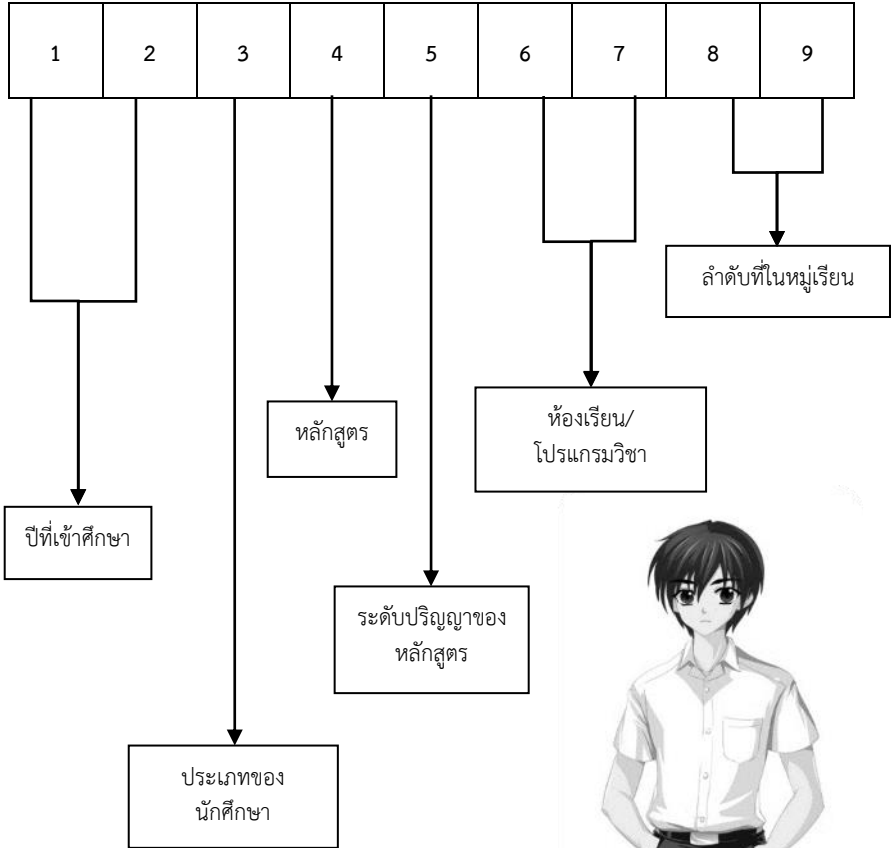 1 2 3 4 5 6 7 8 9
ลำดับที่ในหมู่เรียน
ห้องเรียน/
โปรแกรมวิชา
หลักสูตร
ปีที่เข้าศึกษา
ระดับปริญญาของ
หลักสูตร
ประเภทของ
นักศึกษา